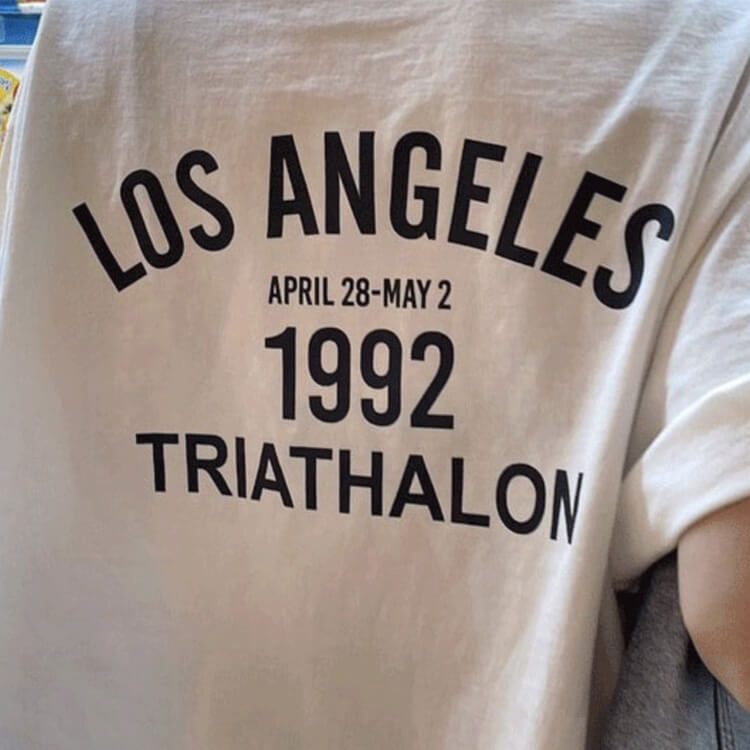 LOS ANGELES
APRIL 28-MAY 2
1992
TRIATHALON